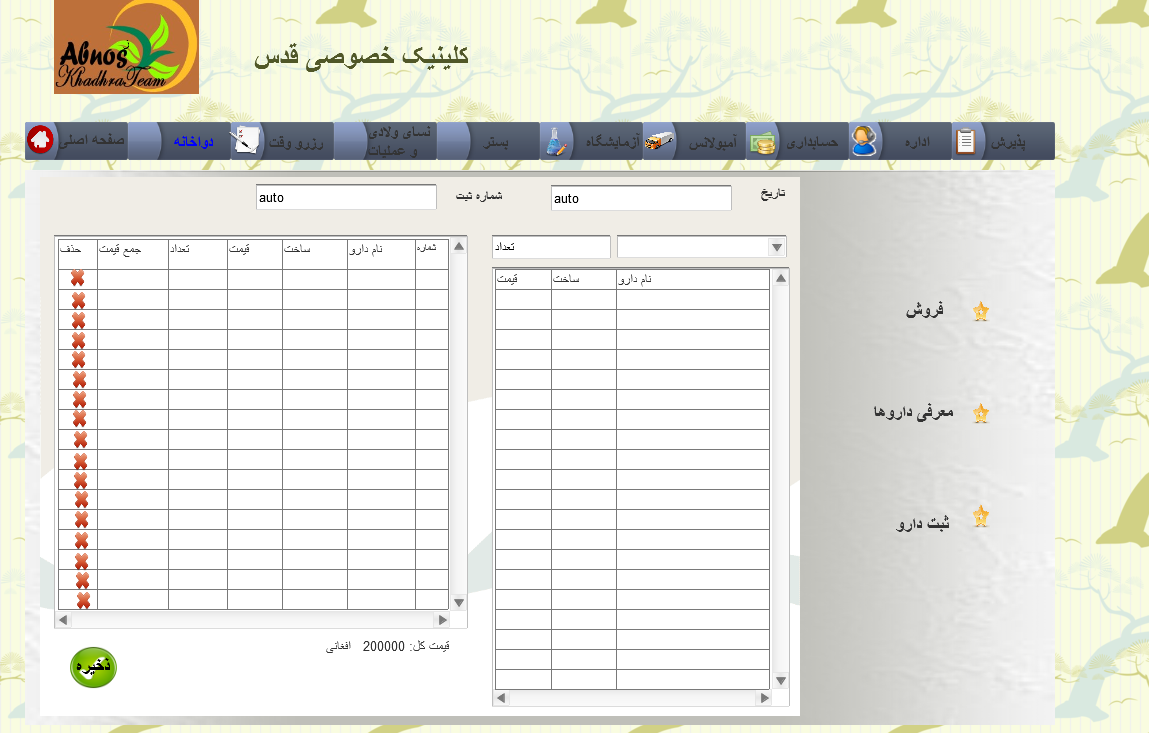 Abnos
KhadhraTeam
کلینیک خصوصی قدس
پذیرش
اداره
حسابداری
آمبولانس
آزمایشگاه
بستر
نسای ولادی
و عملیات
رزرو وقت
دواخانه
صفحه اصلی
تاریخ
auto
شماره ثبت
auto
فروش
معرفی داروها
ثبت دارو
تعداد
نام دارو ساخت قیمت
شماره نام دارو ساخت قیمت تعداد جمع قیمت حذف
قیمت کل: 200000 افغانی
ذخیره